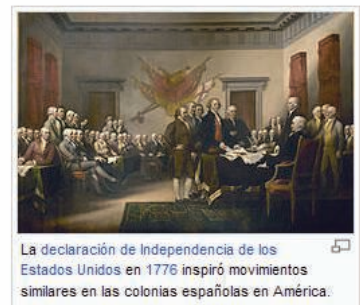 La declaración de Independencia de los
Estados Unidos en 1776 inspiró movimientos
similares en las colonias españolas en América.